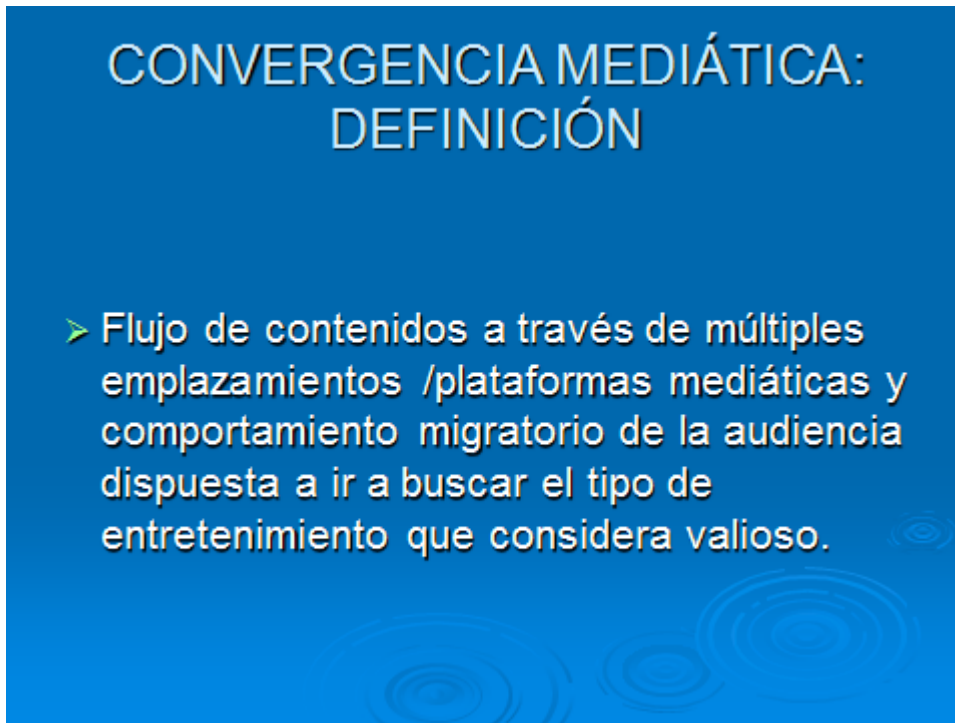 CONVERGENCIA MEDIÁTICA:
DEFINICIÓN
Flujo de contenidos a través de múltiples
emplazamientos /plataformas mediáticas y
comportamiento migratorio de la audiencia
dispuesta a ir a buscar el tipo de
entretenimiento que considera valioso.